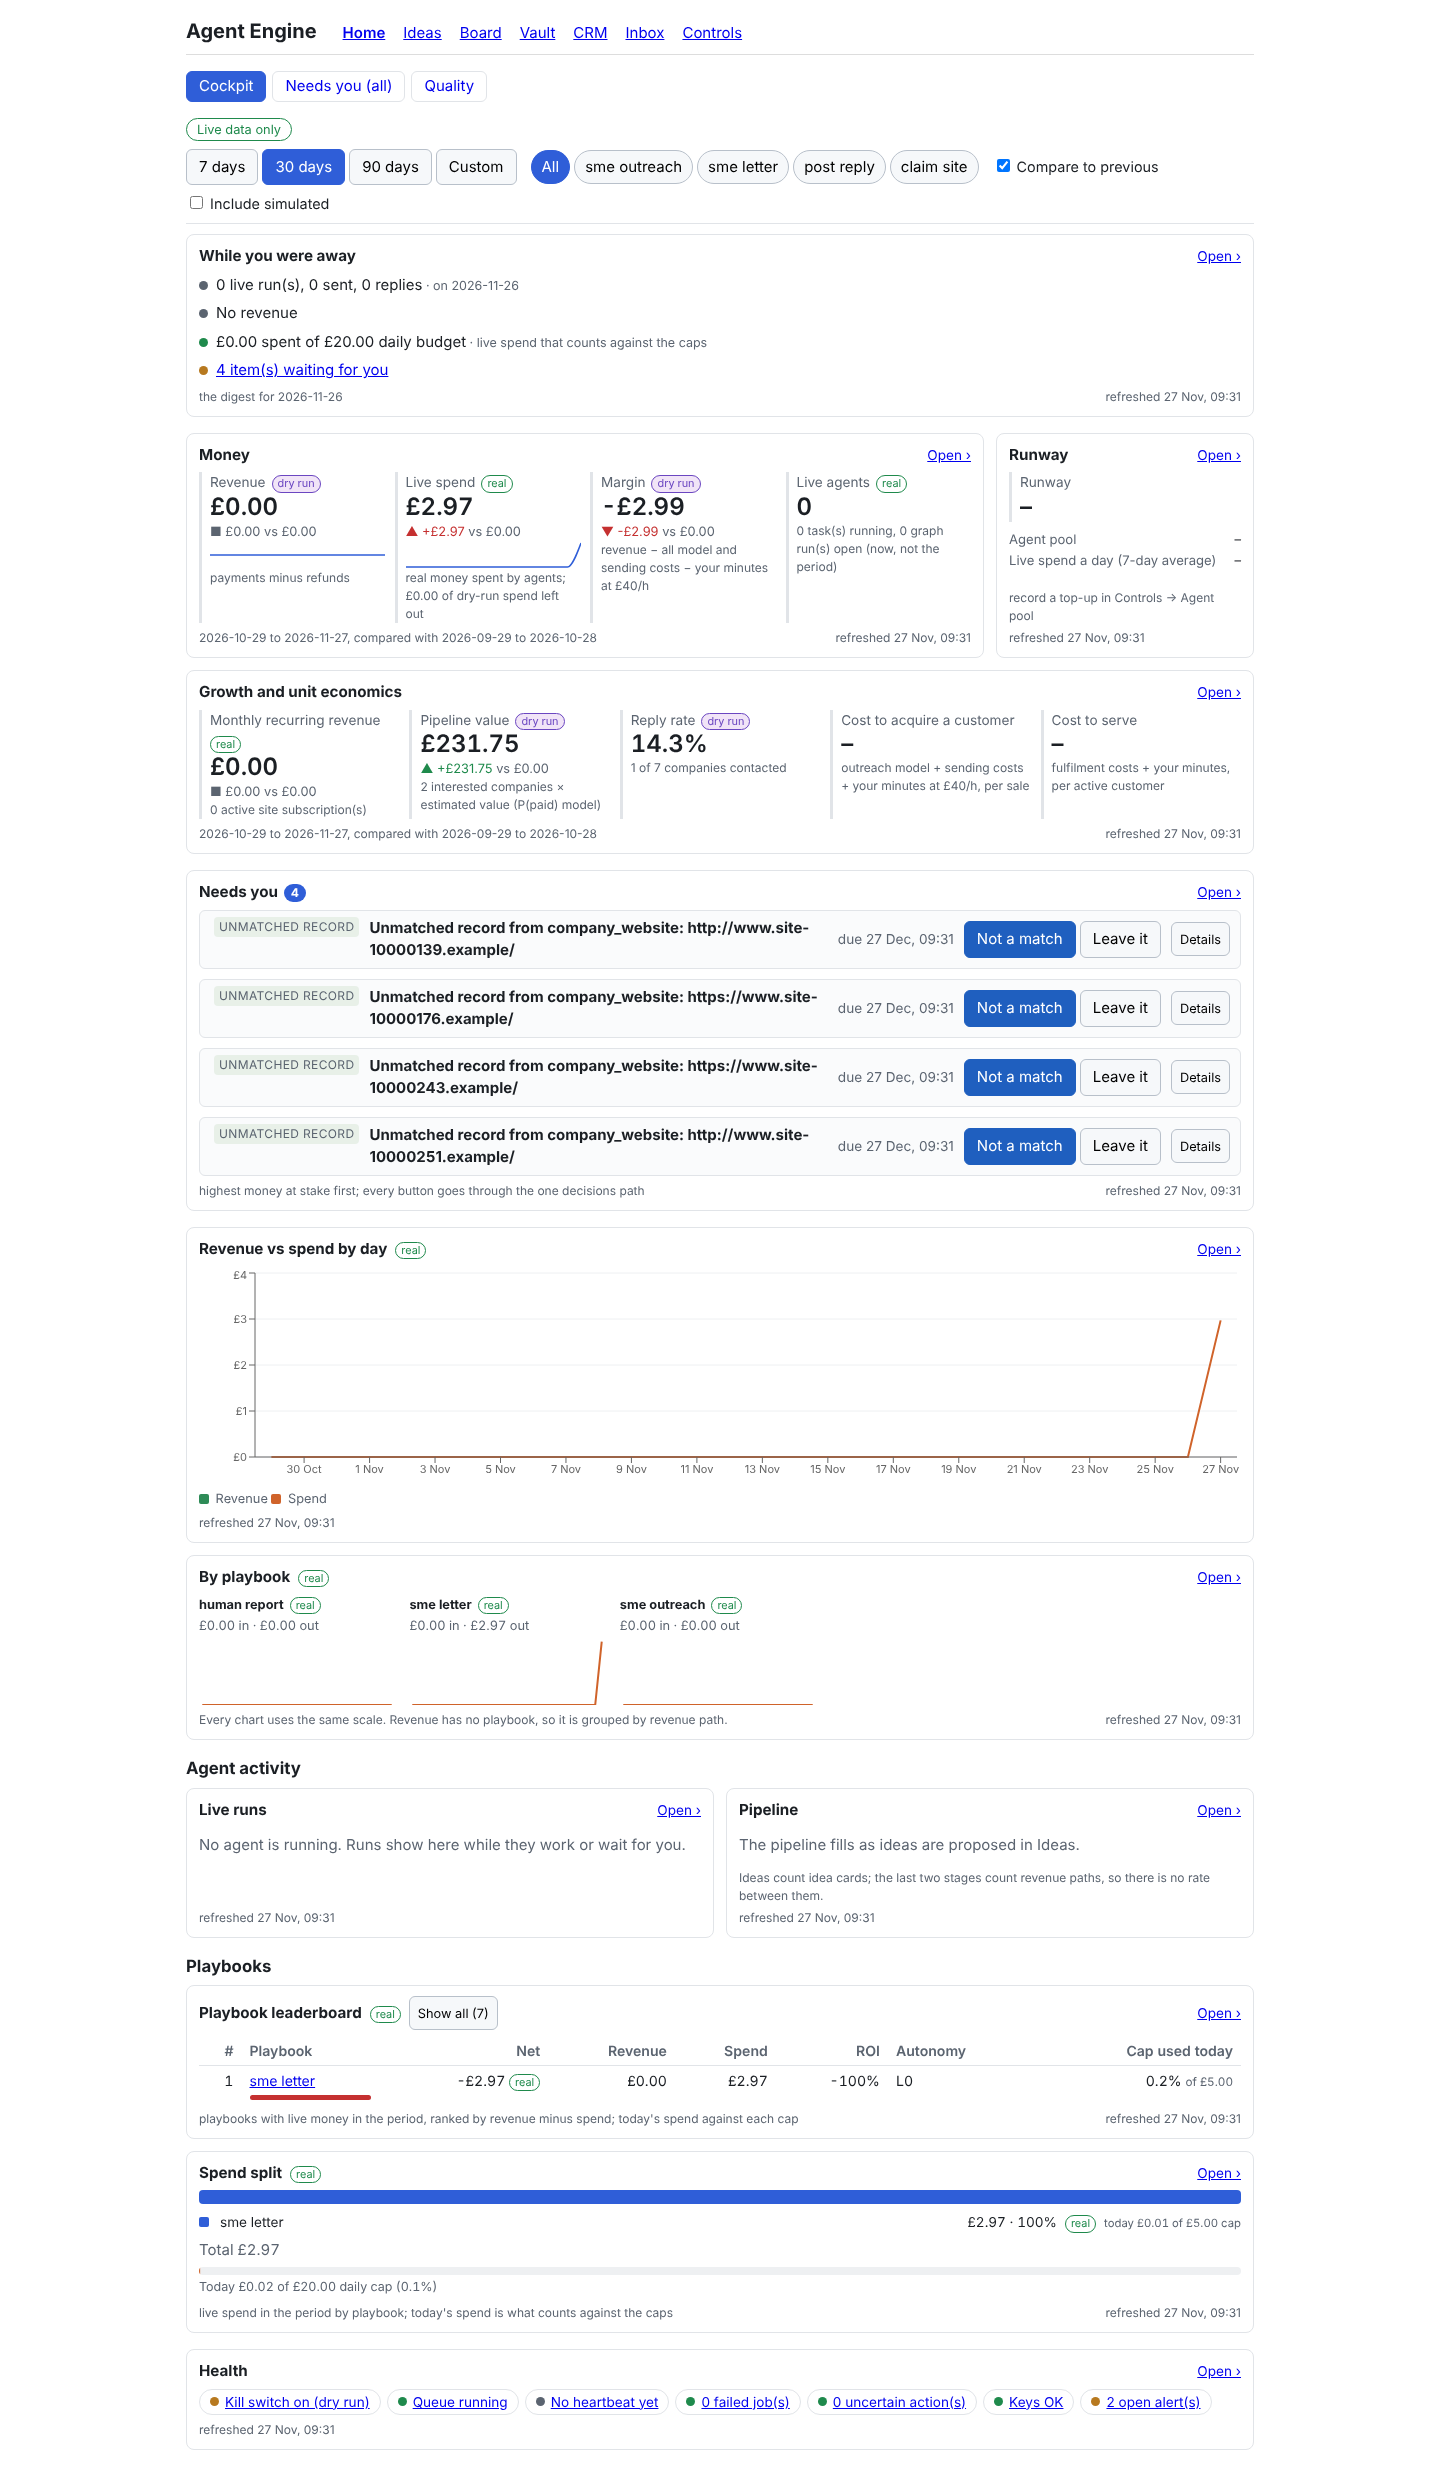 Agent Engine Home Ideas Board Vault CRM Inbox Controls
Cockpit Needs you (all) Quality
Live data only
7 days 30 days 90 days Custom All sme outreach sme letter post reply claim site Compare to previous
Include simulated
While you were away Open ›
0 live run(s), 0 sent, 0 replies · on 2026-11-26
No revenue
£0.00 spent of £20.00 daily budget · live spend that counts against the caps
4 item(s) waiting for you
the digest for 2026-11-26 refreshed 27 Nov, 09:31
Money Open ›
Revenue dry run
£0.00
■ £0.00 vs £0.00
payments minus refunds
Live spend real
£2.97
▲ +£2.97 vs £0.00
real money spent by agents;
£0.00 of dry-run spend left
out
Margin dry run
-£2.99
▼ -£2.99 vs £0.00
revenue − all model and
sending costs − your minutes
at £40/h
Live agents real
0
0 task(s) running, 0 graph
run(s) open (now, not the
period)
2026-10-29 to 2026-11-27, compared with 2026-09-29 to 2026-10-28 refreshed 27 Nov, 09:31
Runway Open ›
Runway
–
Agent pool –
Live spend a day (7-day average) –
record a top-up in Controls → Agent
pool
refreshed 27 Nov, 09:31
Growth and unit economics Open ›
Monthly recurring revenue
real
£0.00
■ £0.00 vs £0.00
0 active site subscription(s)
Pipeline value dry run
£231.75
▲ +£231.75 vs £0.00
2 interested companies ×
estimated value (P(paid) model)
Reply rate dry run
14.3%
1 of 7 companies contacted
Cost to acquire a customer
–
outreach model + sending costs
+ your minutes at £40/h, per sale
Cost to serve
–
fulfilment costs + your minutes,
per active customer
2026-10-29 to 2026-11-27, compared with 2026-09-29 to 2026-10-28 refreshed 27 Nov, 09:31
Needs you 4 Open ›
UNMATCHED RECORD Unmatched record from company_website: http://www.site-
10000139.example/ due 27 Dec, 09:31 Not a match Leave it Details
UNMATCHED RECORD Unmatched record from company_website: https://www.site-
10000176.example/ due 27 Dec, 09:31 Not a match Leave it Details
UNMATCHED RECORD Unmatched record from company_website: https://www.site-
10000243.example/ due 27 Dec, 09:31 Not a match Leave it Details
UNMATCHED RECORD Unmatched record from company_website: http://www.site-
10000251.example/ due 27 Dec, 09:31 Not a match Leave it Details
highest money at stake first; every button goes through the one decisions path refreshed 27 Nov, 09:31
Revenue vs spend by day real Open ›
£4
£3
£2
£1
£0
30 Oct 1 Nov 3 Nov 5 Nov 7 Nov 9 Nov 11 Nov 13 Nov 15 Nov 17 Nov 19 Nov 21 Nov 23 Nov 25 Nov 27 Nov
Revenue Spend
refreshed 27 Nov, 09:31
By playbook real Open ›
human report real sme letter real sme outreach real
£0.00 in · £0.00 out £0.00 in · £2.97 out £0.00 in · £0.00 out
Every chart uses the same scale. Revenue has no playbook, so it is grouped by revenue path. refreshed 27 Nov, 09:31
Agent activity
Live runs Open ›
No agent is running. Runs show here while they work or wait for you.
refreshed 27 Nov, 09:31
Pipeline Open ›
The pipeline fills as ideas are proposed in Ideas.
Ideas count idea cards; the last two stages count revenue paths, so there is no rate
between them.
refreshed 27 Nov, 09:31
Playbooks
Playbook leaderboard real Show all (7) Open ›
# Playbook Net Revenue Spend ROI Autonomy Cap used today
1 sme letter -£2.97 real £0.00 £2.97 -100% L0 0.2% of £5.00
playbooks with live money in the period, ranked by revenue minus spend; today's spend against each cap refreshed 27 Nov, 09:31
Spend split real Open ›
sme letter £2.97 · 100% real today £0.01 of £5.00 cap
Total £2.97
Today £0.02 of £20.00 daily cap (0.1%)
live spend in the period by playbook; today's spend is what counts against the caps refreshed 27 Nov, 09:31
Health Open ›
Kill switch on (dry run) Queue running No heartbeat yet 0 failed job(s) 0 uncertain action(s) Keys OK 2 open alert(s)
refreshed 27 Nov, 09:31